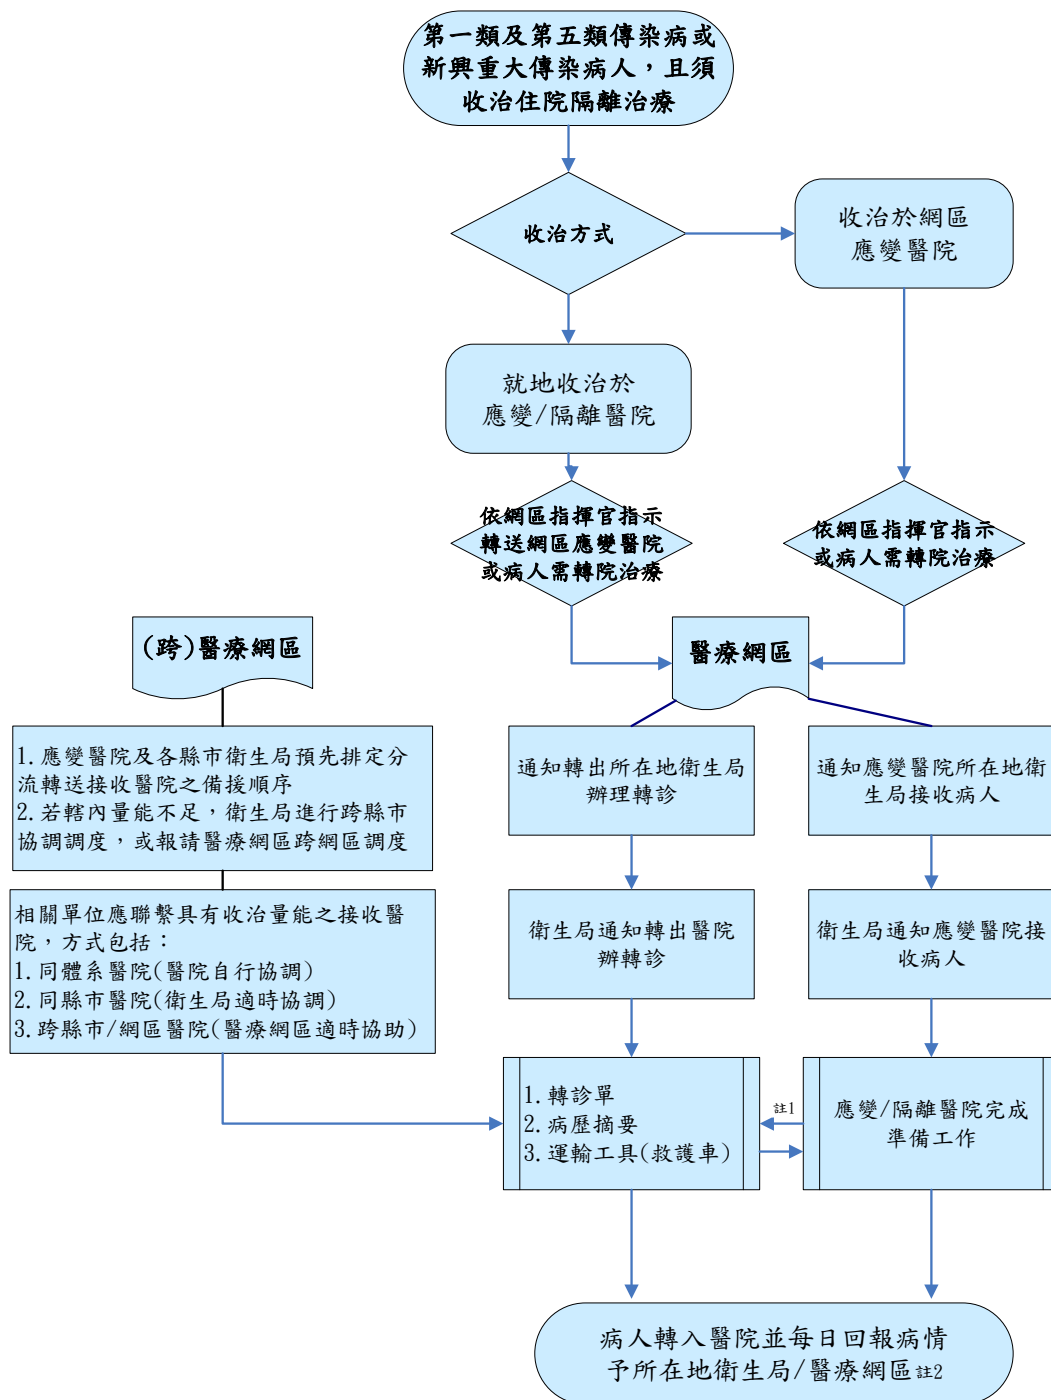 第一類及第五類傳染病或
新興重大傳染病人，且須
收治住院隔離治療
收治方式
收治於網區
應變醫院
就地收治於
應變/隔離醫院
依網區指揮官指示
轉送網區應變醫院
或病人需轉院治療
依網區指揮官指示
或病人需轉院治療
(跨)醫療網區
醫療網區
1.應變醫院及各縣市衛生局預先排定分
流轉送接收醫院之備援順序
2.若轄內量能不足，衛生局進行跨縣市
協調調度，或報請醫療網區跨網區調度
通知轉出所在地衛生局
辦理轉診
通知應變醫院所在地衛
生局接收病人
相關單位應聯繫具有收治量能之接收醫
院，方式包括：
1.同體系醫院(醫院自行協調)
2.同縣市醫院(衛生局適時協調)
3.跨縣市/網區醫院(醫療網區適時協助)
衛生局通知轉出醫院
辦轉診
衛生局通知應變醫院接
收病人
1.轉診單
2.病歷摘要
3.運輸工具(救護車)
註1
應變/隔離醫院完成
準備工作
病人轉入醫院並每日回報病情
予所在地衛生局/醫療網區註2